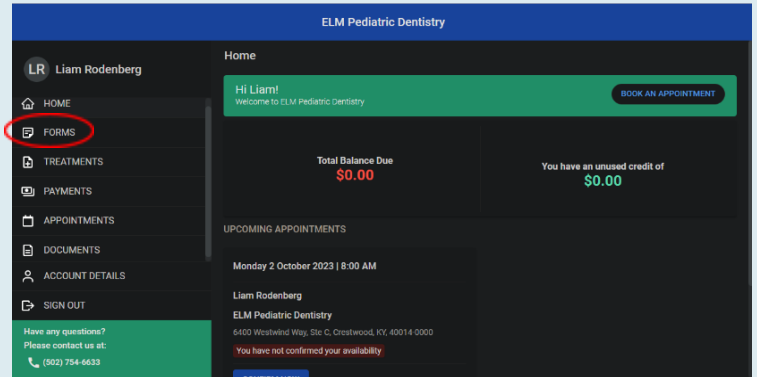 ELM Pediatric Dentistry
LR Liam Rodenberg
HOME
FORMS
TREATMENTS
PAYMENTS
APPOINTMENTS
DOCUMENTS
ACCOUNT DETAILS
SIGN OUT
Have any questions?
Please contact us at:
(502) 754-6633
Home
Hi Liam!
Welcome to ELM Pediatric Dentistry
BOOK AN APPOINTMENT
Total Balance Due
$0.00
You have an unused credit of
$0.00
UPCOMING APPOINTMENTS
Monday 2 October 2023 | 8:00 AM
Liam Rodenberg
ELM Pediatric Dentistry
6400 Westwind Way, Ste C, Crestwood, KY, 40014-0000
You have not confirmed your availability
CONFIRM NOW